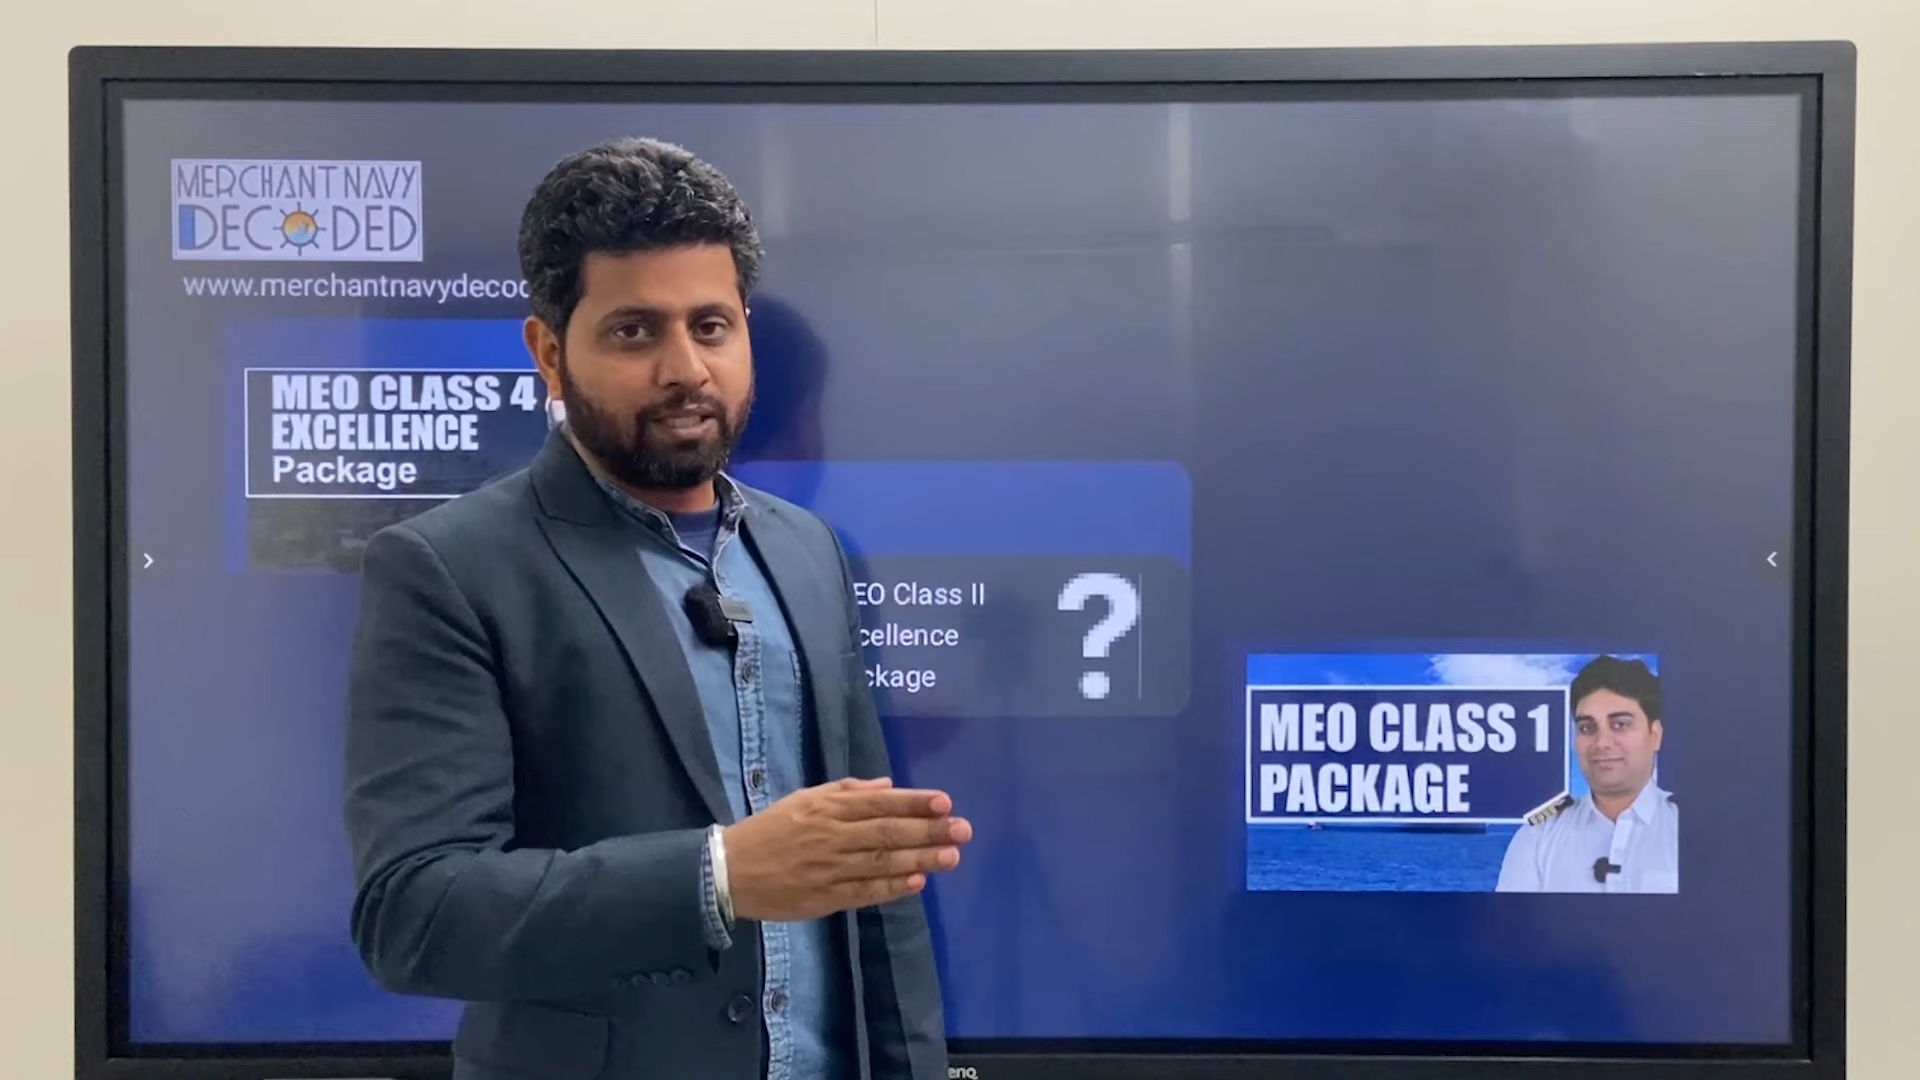 MERCHANT NAVY
DECODED
www.merchantnavydecod
MEO CLASS 4
EXCELLENCE
Package
EO Class II
cellence
ckage
?
MEO CLASS 1
PACKAGE
enQ